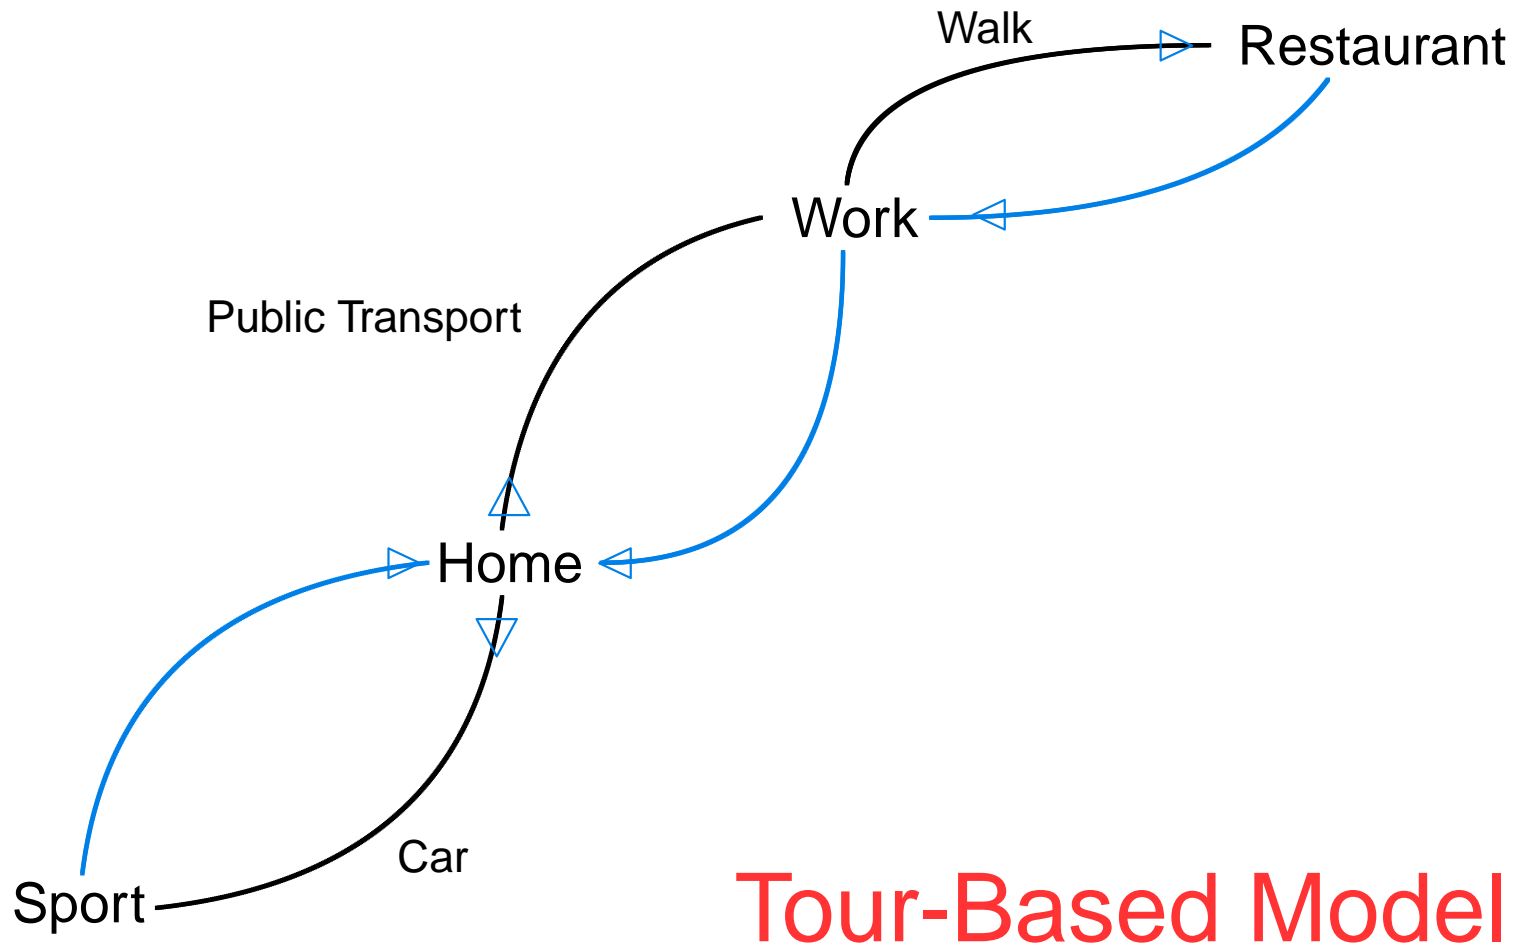 Walk
Restaurant
Work
Public Transport
Home
Car
Sport
Tour-Based Model